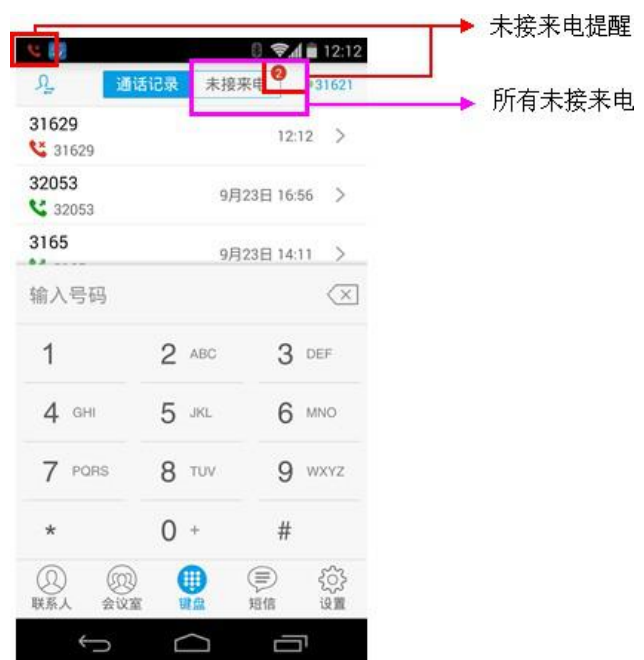 未接来电提醒
12:12
通话记录 未接来电 2 31621
所有未接来电
31629
31629 12:12
32053
32053 9月23日 16:56
3165
9月23日 14:11
输入号码
1 2 ABC 3 DEF
4 GHI 5 JKL 6 MNO
7 PQRS 8 TUV 9 WXYZ
* 0 + #
联系人 会议室 键盘 短信 设置